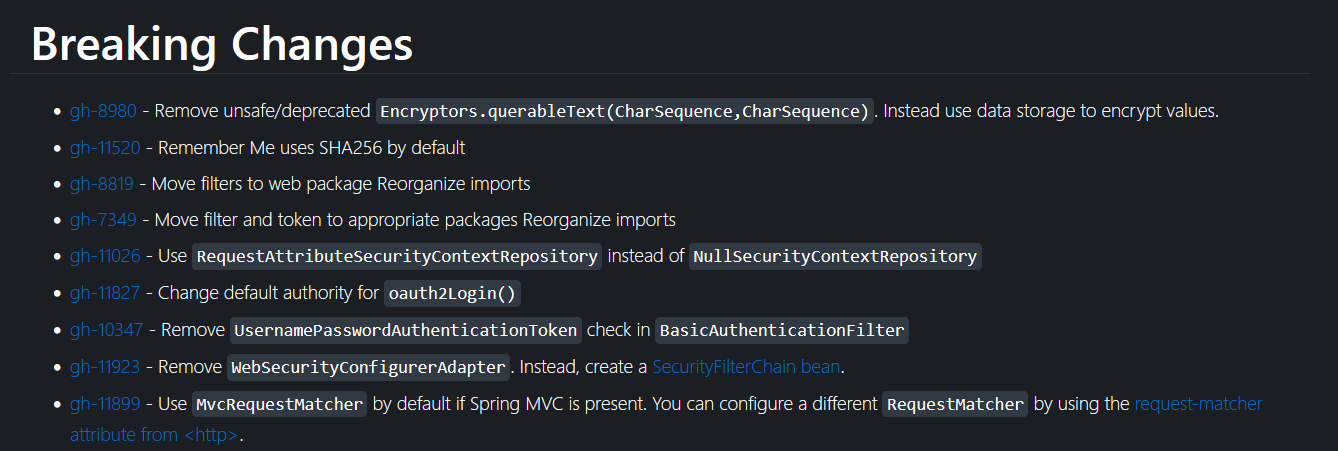 Breaking Changes
• gh-8980 - Remove unsafe/deprecated Encryptors.querableText(CharSequence,CharSequence). Instead use data storage to encrypt values.
• gh-11520 - Remember Me uses SHA256 by default
• gh-8819 - Move filters to web package Reorganize imports
• gh-7349 - Move filter and token to appropriate packages Reorganize imports
• gh-11026 - Use RequestAttributeSecurityContextRepository instead of NullSecurityContextRepository
• gh-11827 - Change default authority for oauth2Login()
• gh-10347 - Remove UsernamePasswordAuthenticationToken check in BasicAuthenticationFilter
• gh-11923 - Remove WebSecurityConfigurerAdapter. Instead, create a SecurityFilterChain bean.
• gh-11899 - Use MvcRequestMatcher by default if Spring MVC is present. You can configure a different RequestMatcher by using the request-matcher
attribute from <http>.